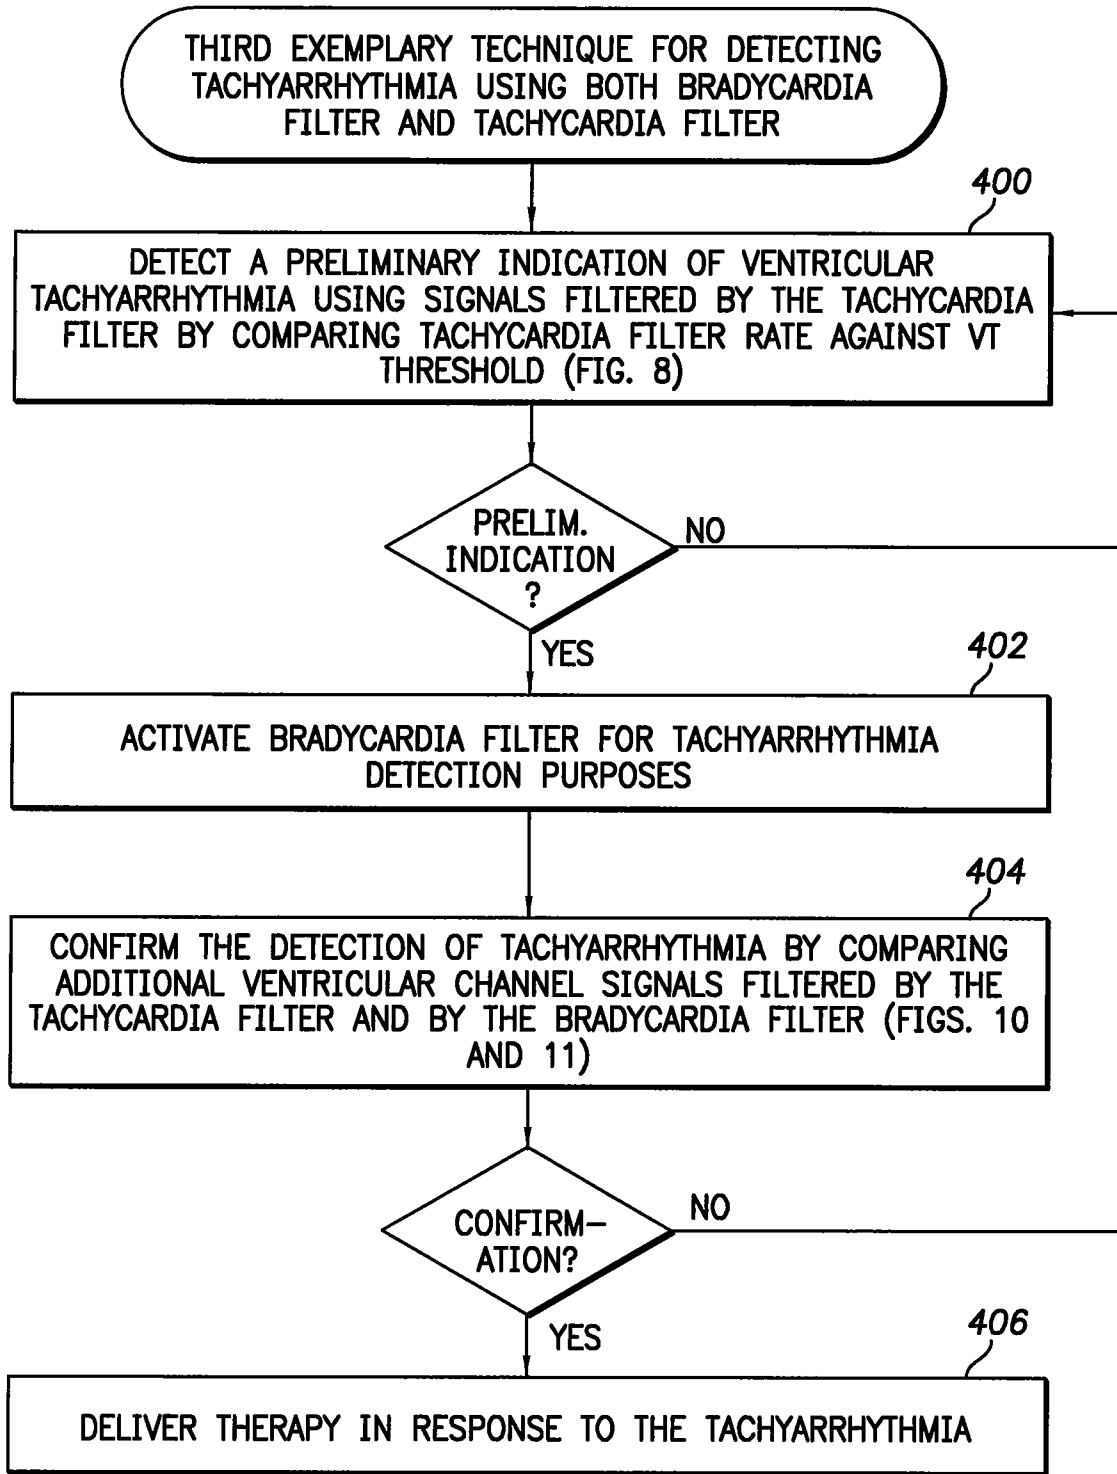 THIRD EXEMPLARY TECHNIQUE FOR DETECTING
TACHYARRHYTHMIA USING BOTH BRADYCARDIA
FILTER AND TACHYCARDIA FILTER
400
DETECT A PRELIMINARY INDICATION OF VENTRICULAR
TACHYARRHYTHMIA USING SIGNALS FILTERED BY THE TACHYCARDIA
FILTER BY COMPARING TACHYCARDIA FILTER RATE AGAINST VT
THRESHOLD (FIG. 8)
PRELIM.
INDICATION
?
NO
YES
402
ACTIVATE BRADYCARDIA FILTER FOR TACHYARRHYTHMIA
DETECTION PURPOSES
404
CONFIRM THE DETECTION OF TACHYARRHYTHMIA BY COMPARING
ADDITIONAL VENTRICULAR CHANNEL SIGNALS FILTERED BY THE
TACHYCARDIA FILTER AND BY THE BRADYCARDIA FILTER (FIGS. 10
AND 11)
CONFIRM-
ATION?
NO
YES
406
DELIVER THERAPY IN RESPONSE TO THE TACHYARRHYTHMIA